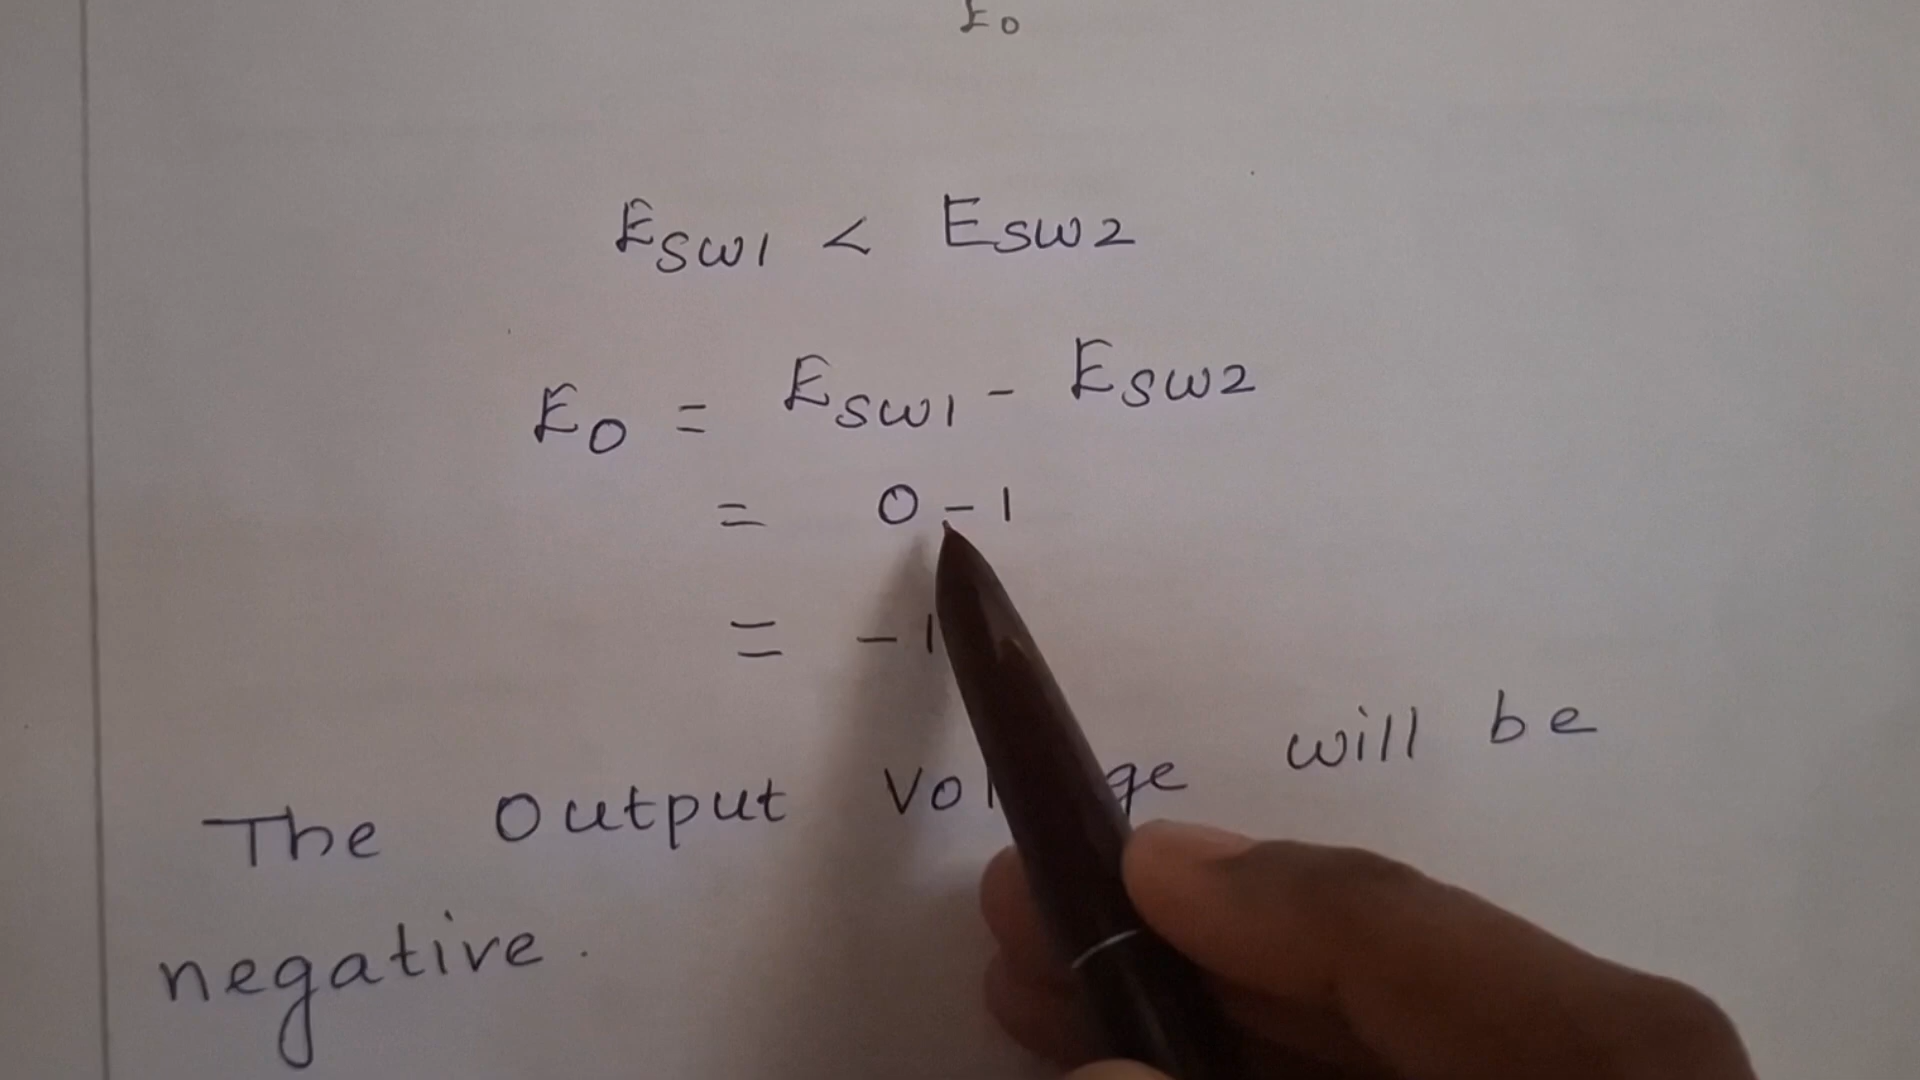 E0
ESW1 < ESW2
E0 = ESW1 - ESW2
= 0 - 1
= -1
The Output will be
negative.